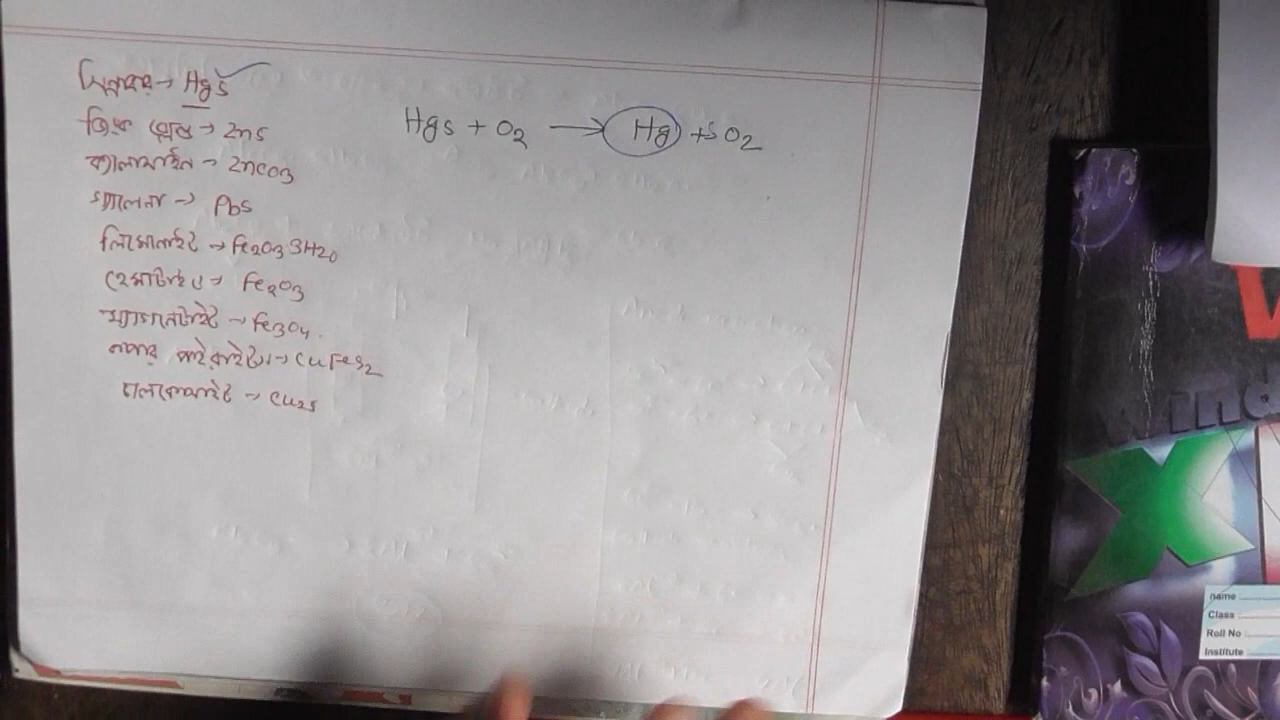 সিন্নাবার → HgS
জিংক ব্লেন্ড → ZnS
ক্যালামাইন → ZnCO3
গ্যালেনা → PbS
লিমোনাইট → Fe2O3 3H2O
হেমাটাইট → Fe2O3
ম্যাগনেটাইট → Fe3O4.
কপার পাইরাইটস → CuFeS2
চালকোসাইট → Cu2S
HgS + O2 → Hg + SO2
Wind
X
name
Class
Roll No
Institute